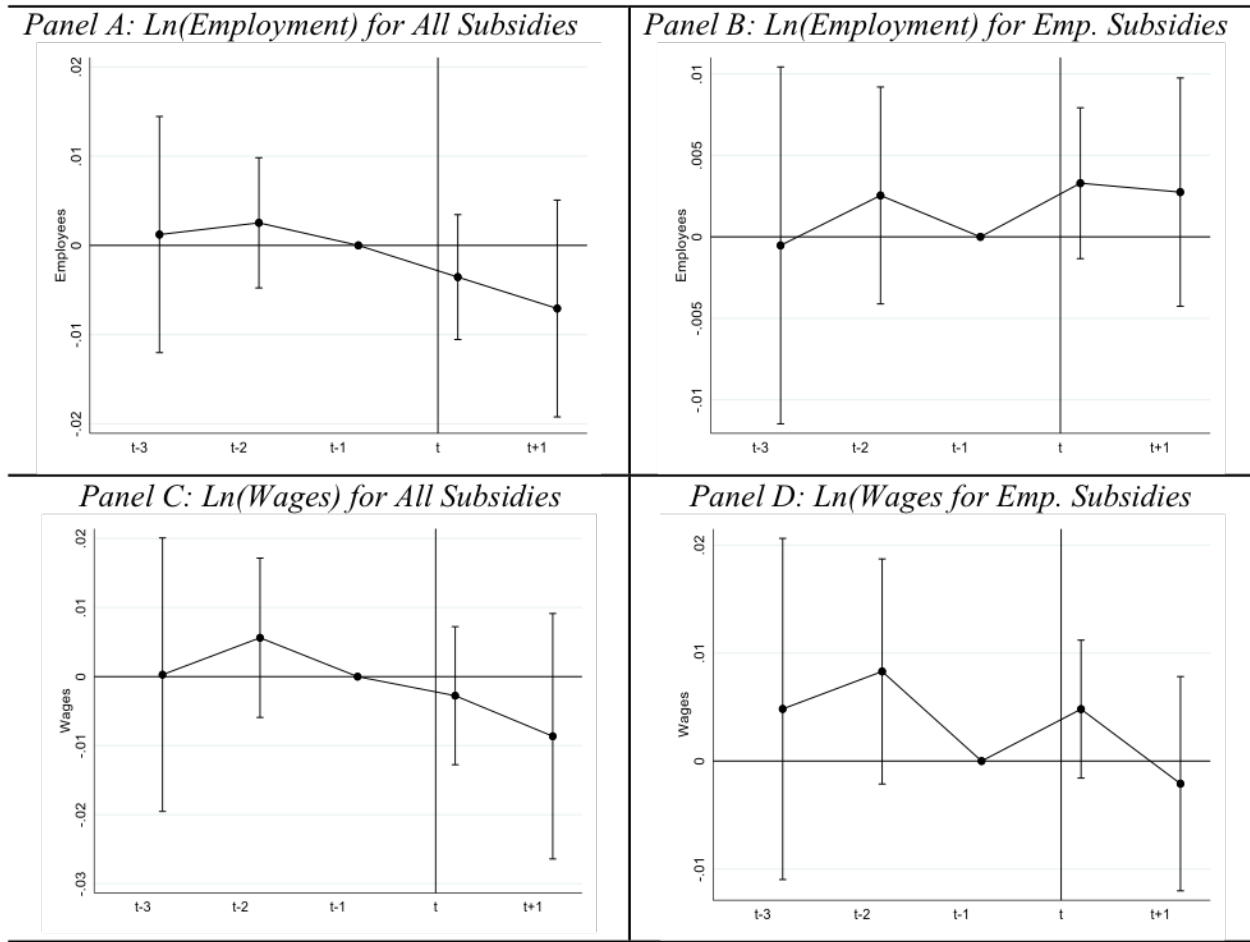 Panel A: Ln(Employment) for All Subsidies
.02
.01
0
-.01
-.02
Employees
t-3 t-2 t-1 t t+1
Panel B: Ln(Employment) for Emp. Subsidies
.01
.005
0
-.005
-.01
Employees
t-3 t-2 t-1 t t+1
Panel C: Ln(Wages) for All Subsidies
.02
.01
0
-.01
-.02
-.03
Wages
t-3 t-2 t-1 t t+1
Panel D: Ln(Wages for Emp. Subsidies
.02
.01
0
-.01
Wages
t-3 t-2 t-1 t t+1